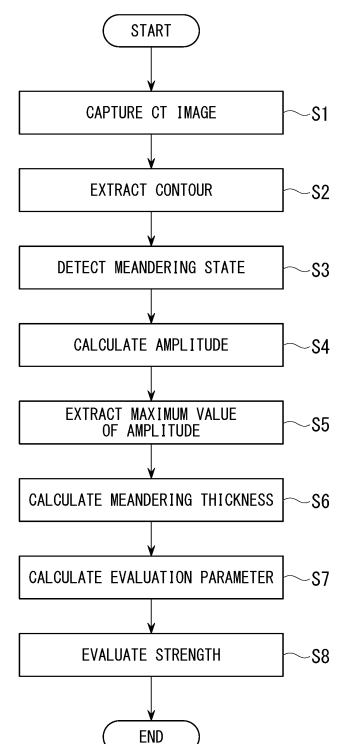 START
CAPTURE CT IMAGE S1
EXTRACT CONTOUR S2
DETECT MEANDERING STATE S3
CALCULATE AMPLITUDE S4
EXTRACT MAXIMUM VALUE
OF AMPLITUDE S5
CALCULATE MEANDERING THICKNESS S6
CALCULATE EVALUATION PARAMETER S7
EVALUATE STRENGTH S8
END